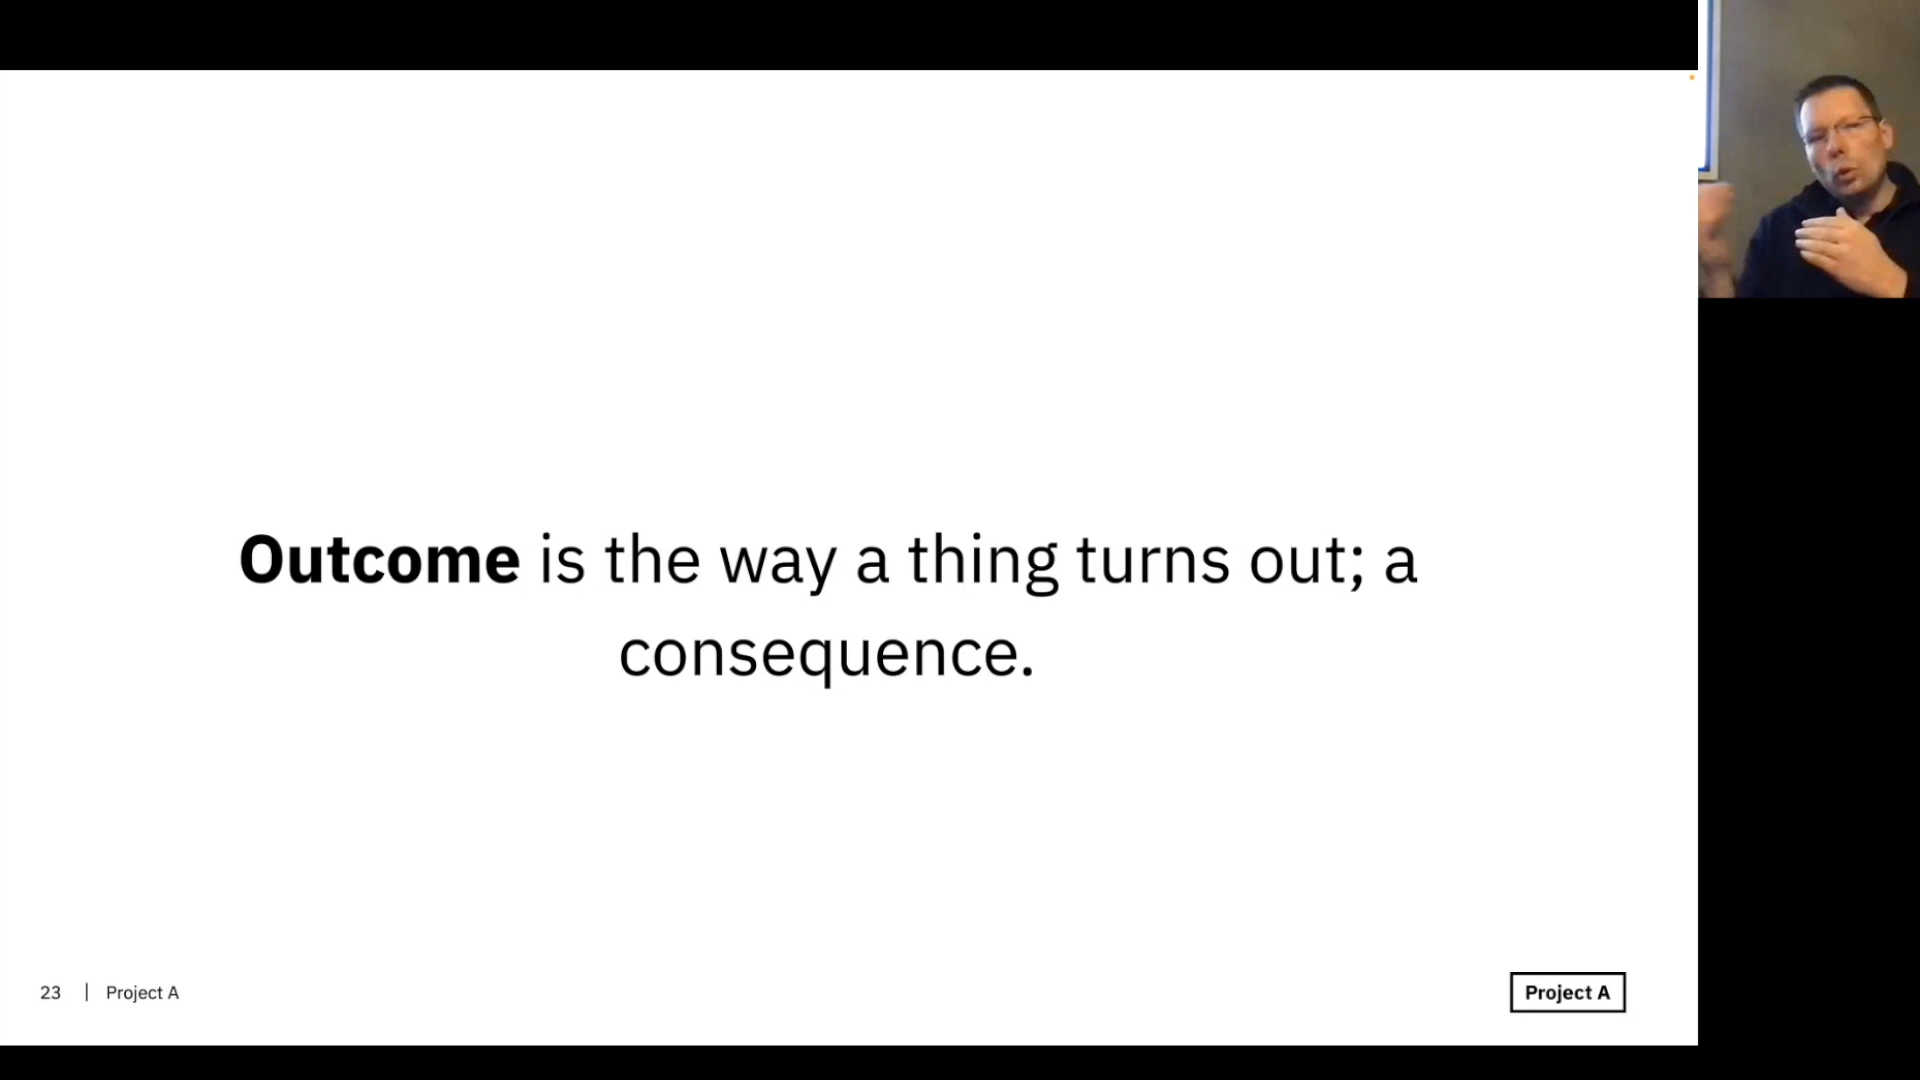 Outcome is the way a thing turns out; a
consequence.
23 | Project A
Project A